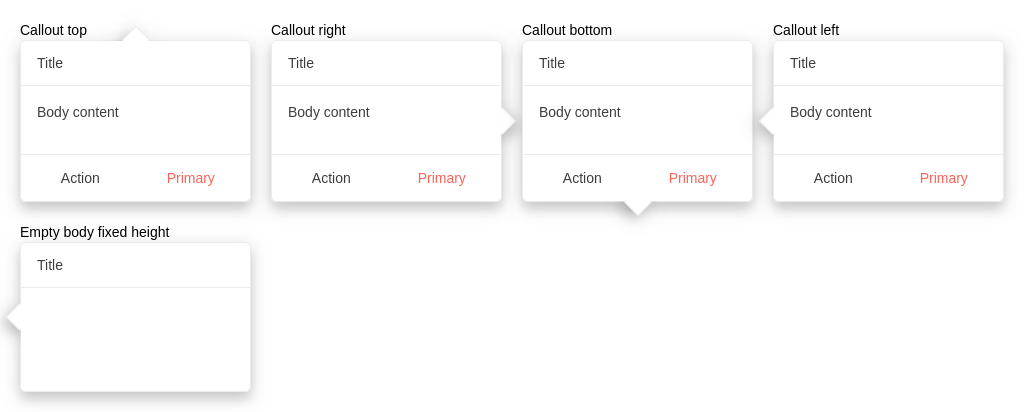 Callout top
Title
Body content
Action Primary
Callout right
Title
Body content
Action Primary
Callout bottom
Title
Body content
Action Primary
Callout left
Title
Body content
Action Primary
Empty body fixed height
Title